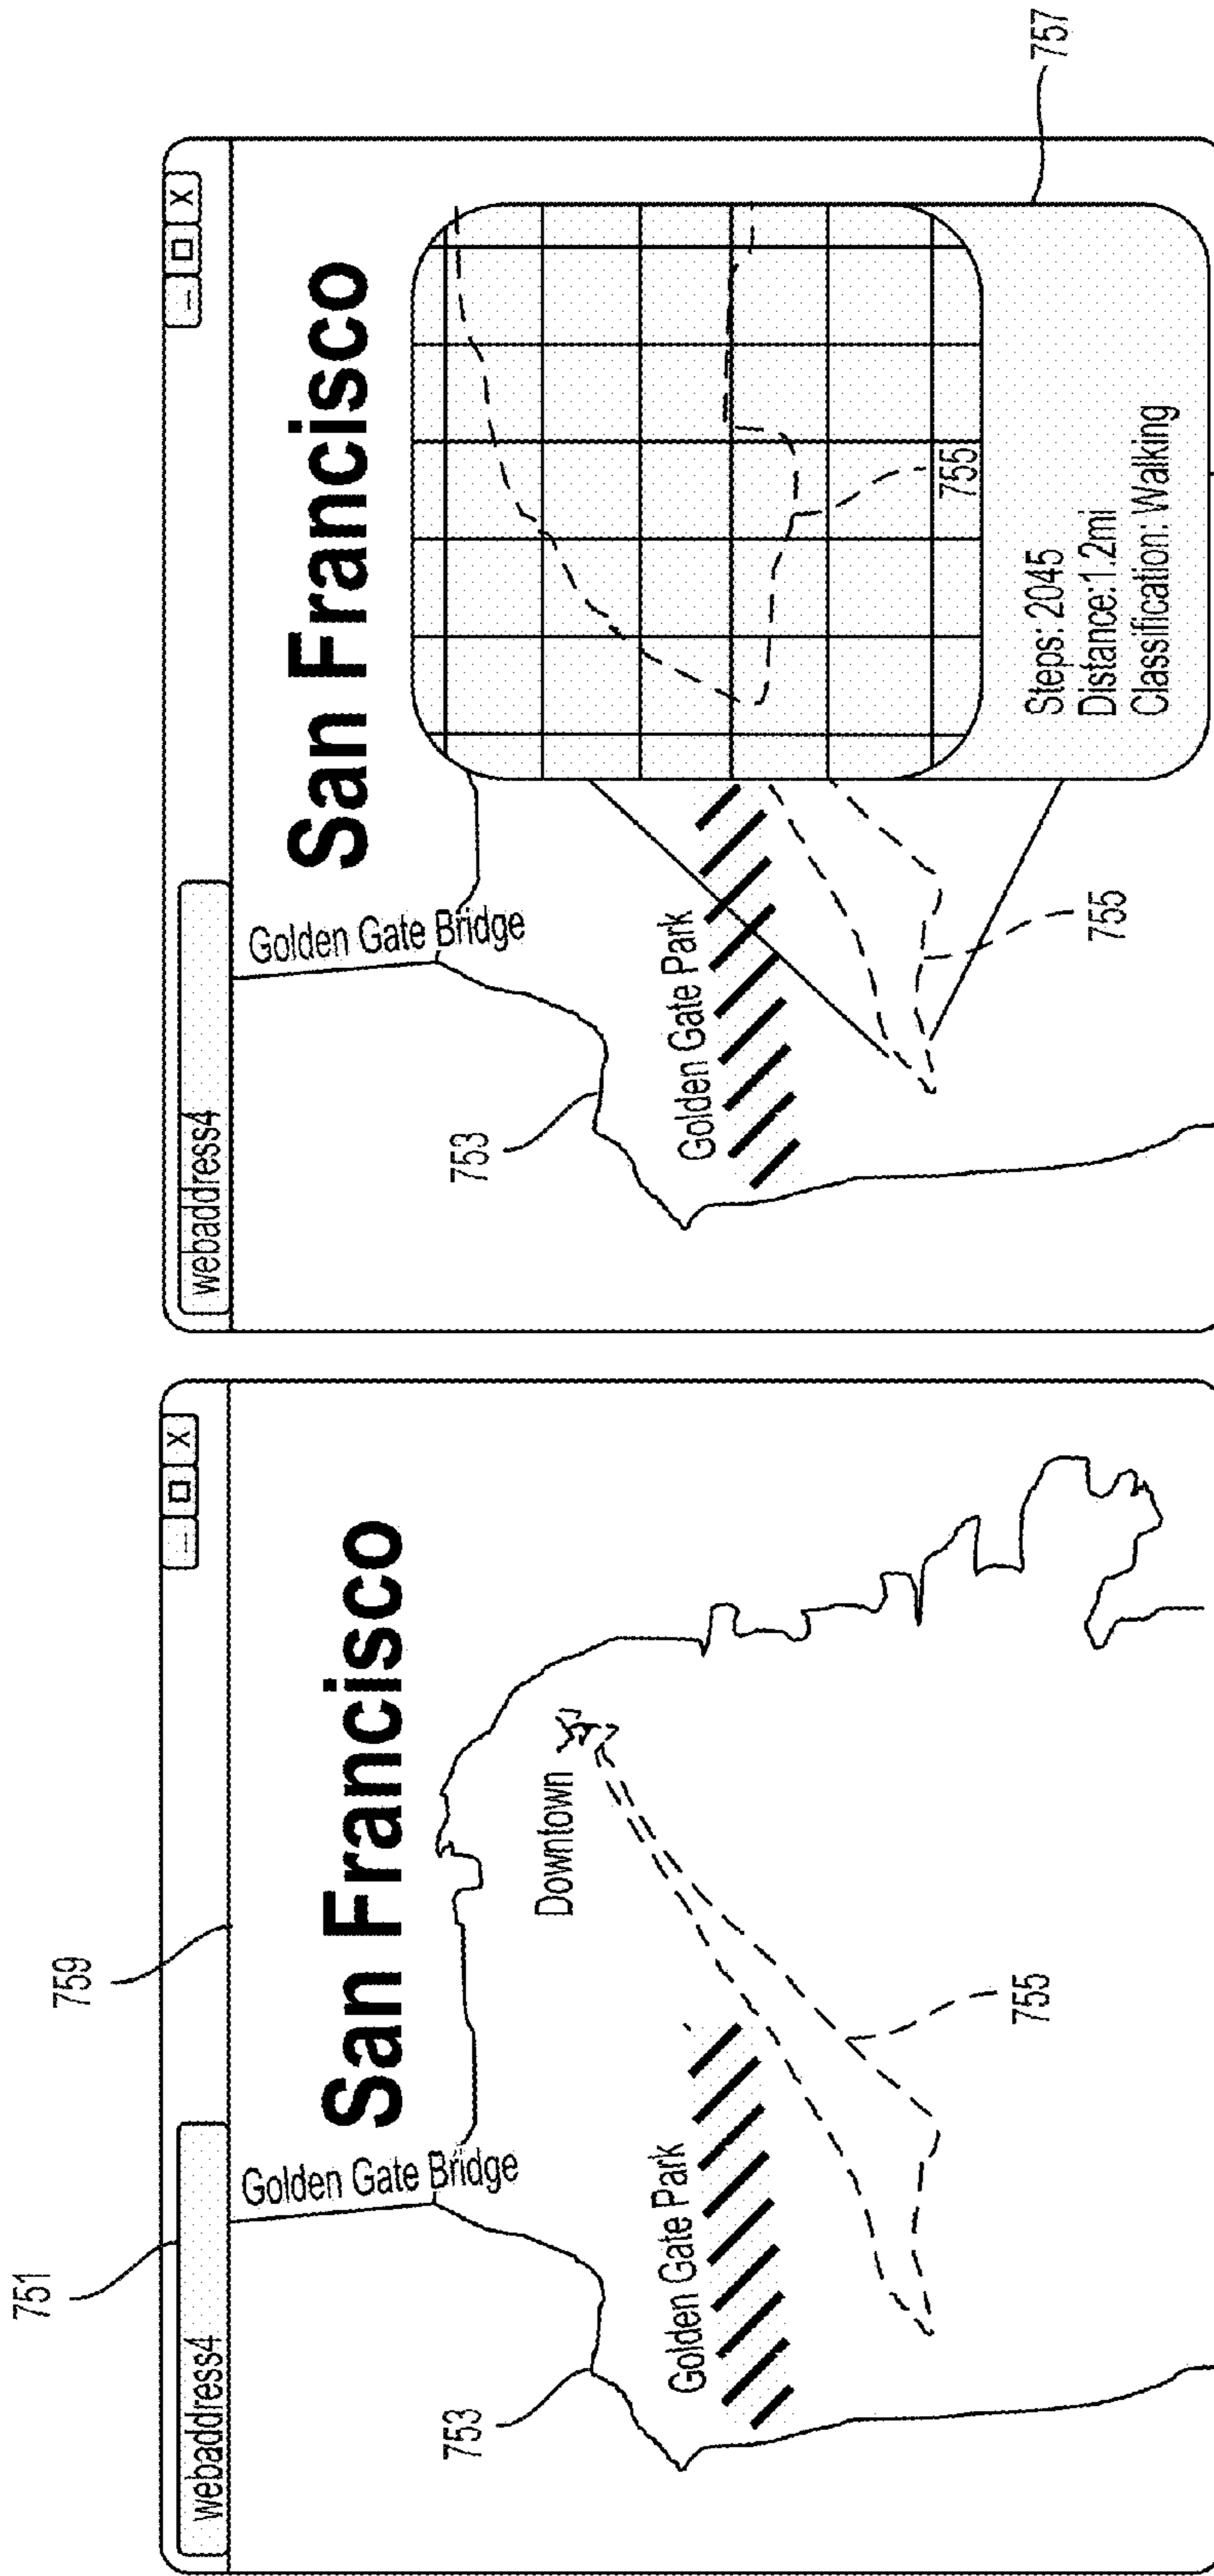 751
759
webaddress4
_ □ X
Golden Gate Bridge
San Francisco
753
Golden Gate Park
Downtown
755
webaddress4
_ □ X
Golden Gate Bridge
San Francisco
753
Golden Gate Park
755
755
Steps: 2045
Distance:1.2mi
Classification: Walking
757